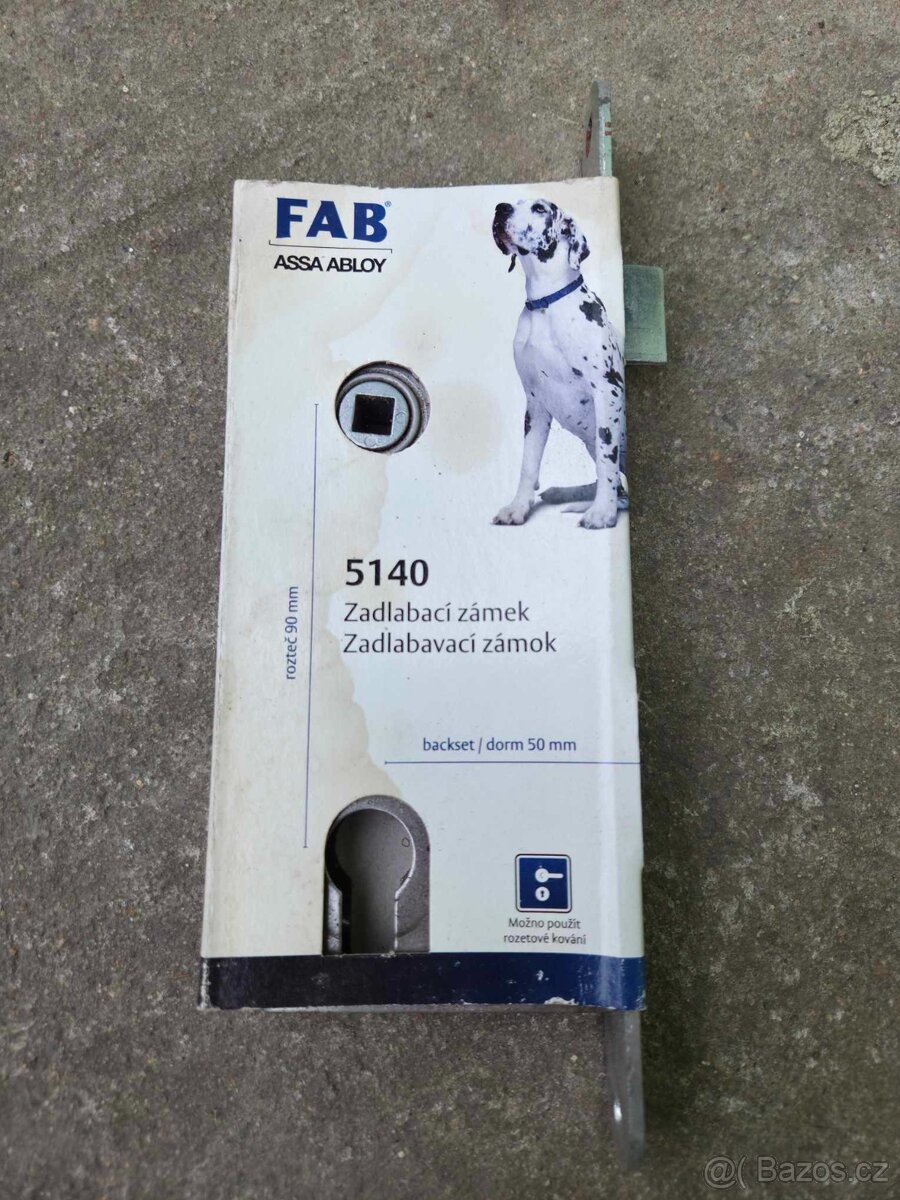 FAB®
ASSA ABLOY
5140
Zadlabací zámek
Zadlabavací zámok
rozteč 90 mm
backset / dorm 50 mm
Možno použít
rozetové kování
@( Bazos.cz